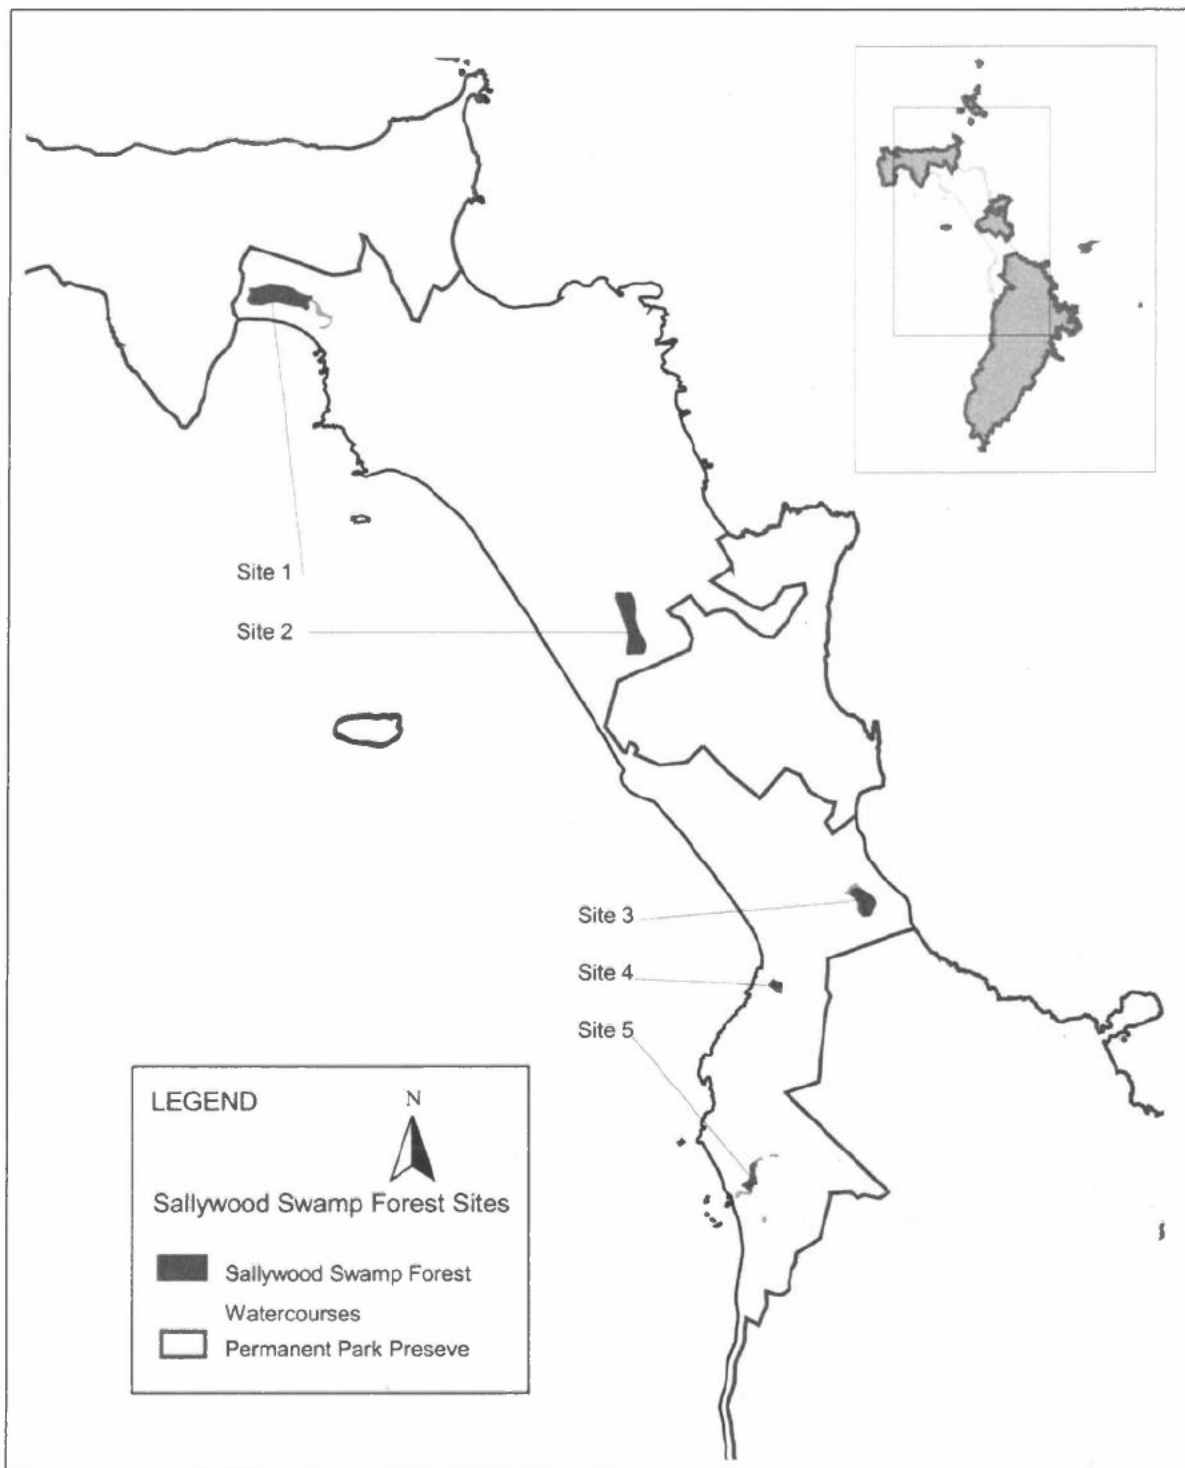 Site 1
Site 2
Site 3
Site 4
Site 5
LEGEND
N
Sallywood Swamp Forest Sites
Sallywood Swamp Forest
Watercourses
Permanent Park Preseve